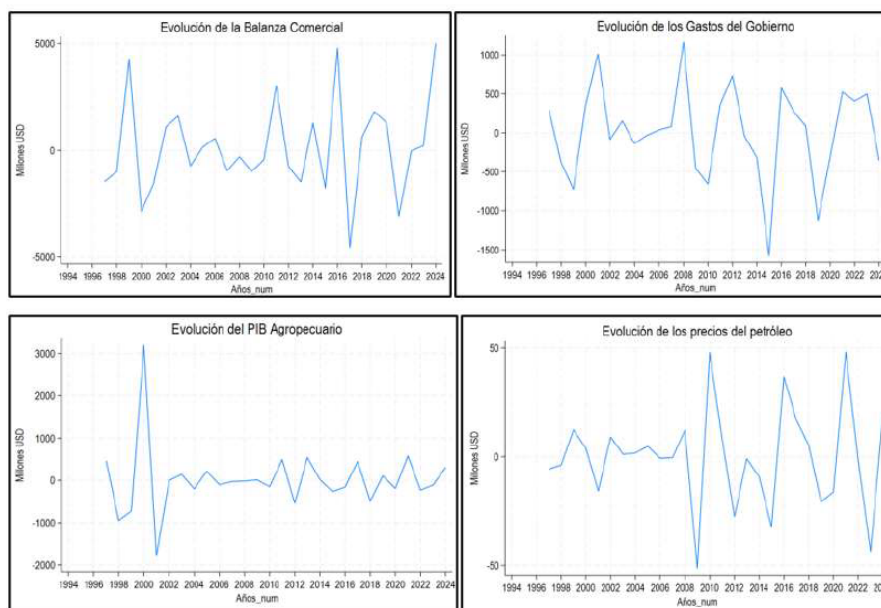 Evolución de la Balanza Comercial
5000
0
-5000
Millones USD
1994 1996 1998 2000 2002 2004 2006 2008 2010 2012 2013 2014 2016 2018 2020 2022 2024
Años_num
Evolución de los Gastos del Gobierno
1000
500
0
-500
-1000
-1500
Millones USD
1994 1996 1998 2000 2002 2004 2006 2008 2010 2012 2013 2014 2016 2018 2020 2022 2024
Años_num
Evolución del PIB Agropecuario
3000
2000
1000
0
-1000
-2000
Millones USD
1994 1996 1998 2000 2002 2004 2006 2008 2010 2012 2013 2014 2016 2018 2020 2022 2024
Años_num
Evolución de los precios del petróleo
50
0
-50
Millones USD
1994 1996 1998 2000 2002 2004 2006 2008 2010 2012 2013 2014 2016 2018 2020 2022
Años_num